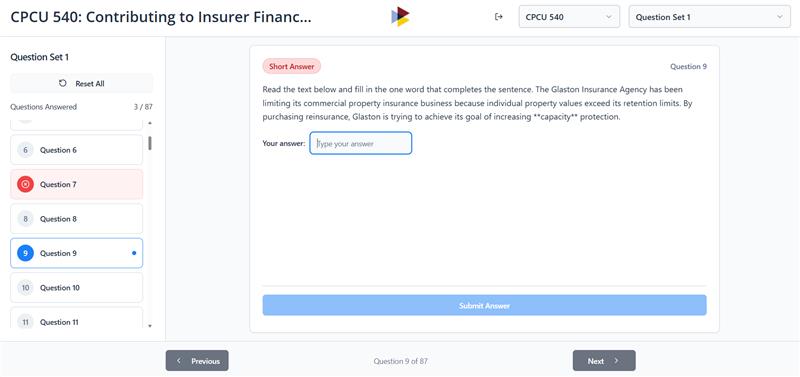 CPCU 540: Contributing to Insurer Financ...
CPCU 540
Question Set 1
Question Set 1
Reset All
Questions Answered 3 / 87
6 Question 6
Question 7
8 Question 8
9 Question 9
10 Question 10
11 Question 11
Short Answer
Question 9
Read the text below and fill in the one word that completes the sentence. The Glaston Insurance Agency has been
limiting its commercial property insurance business because individual property values exceed its retention limits. By
purchasing reinsurance, Glaston is trying to achieve its goal of increasing **capacity** protection.
Your answer: Type your answer
Submit Answer
Previous
Question 9 of 87
Next